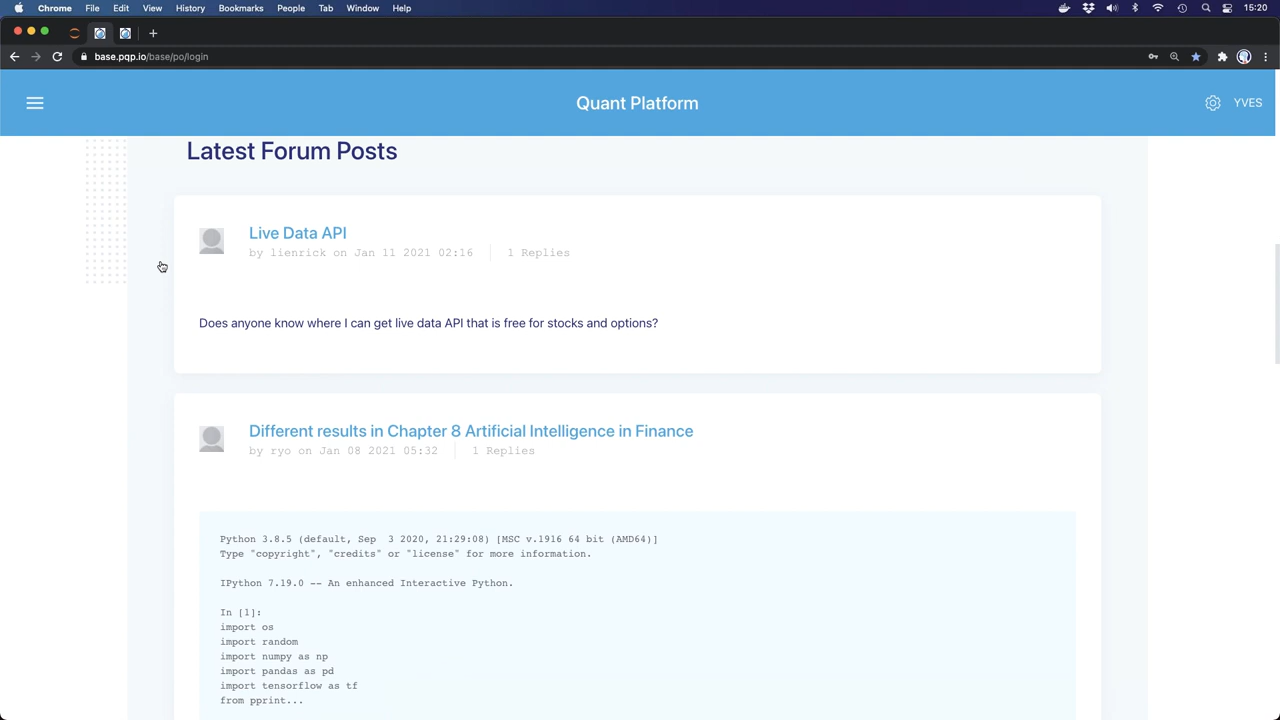 Chrome File Edit View History Bookmarks People Tab Window Help 15:20
base.pqp.io/base/po/login
Quant Platform
YVES
Latest Forum Posts
Live Data API
by lienrick on Jan 11 2021 02:16
1 Replies
Does anyone know where I can get live data API that is free for stocks and options?
Different results in Chapter 8 Artificial Intelligence in Finance
by ryo on Jan 08 2021 05:32
1 Replies
Python 3.8.5 (default, Sep  3 2020, 21:29:08) [MSC v.1916 64 bit (AMD64)]
Type "copyright", "credits" or "license" for more information.
IPython 7.19.0 -- An enhanced Interactive Python.
In [1]:
import os
import random
import numpy as np
import pandas as pd
import tensorflow as tf
from pprint...